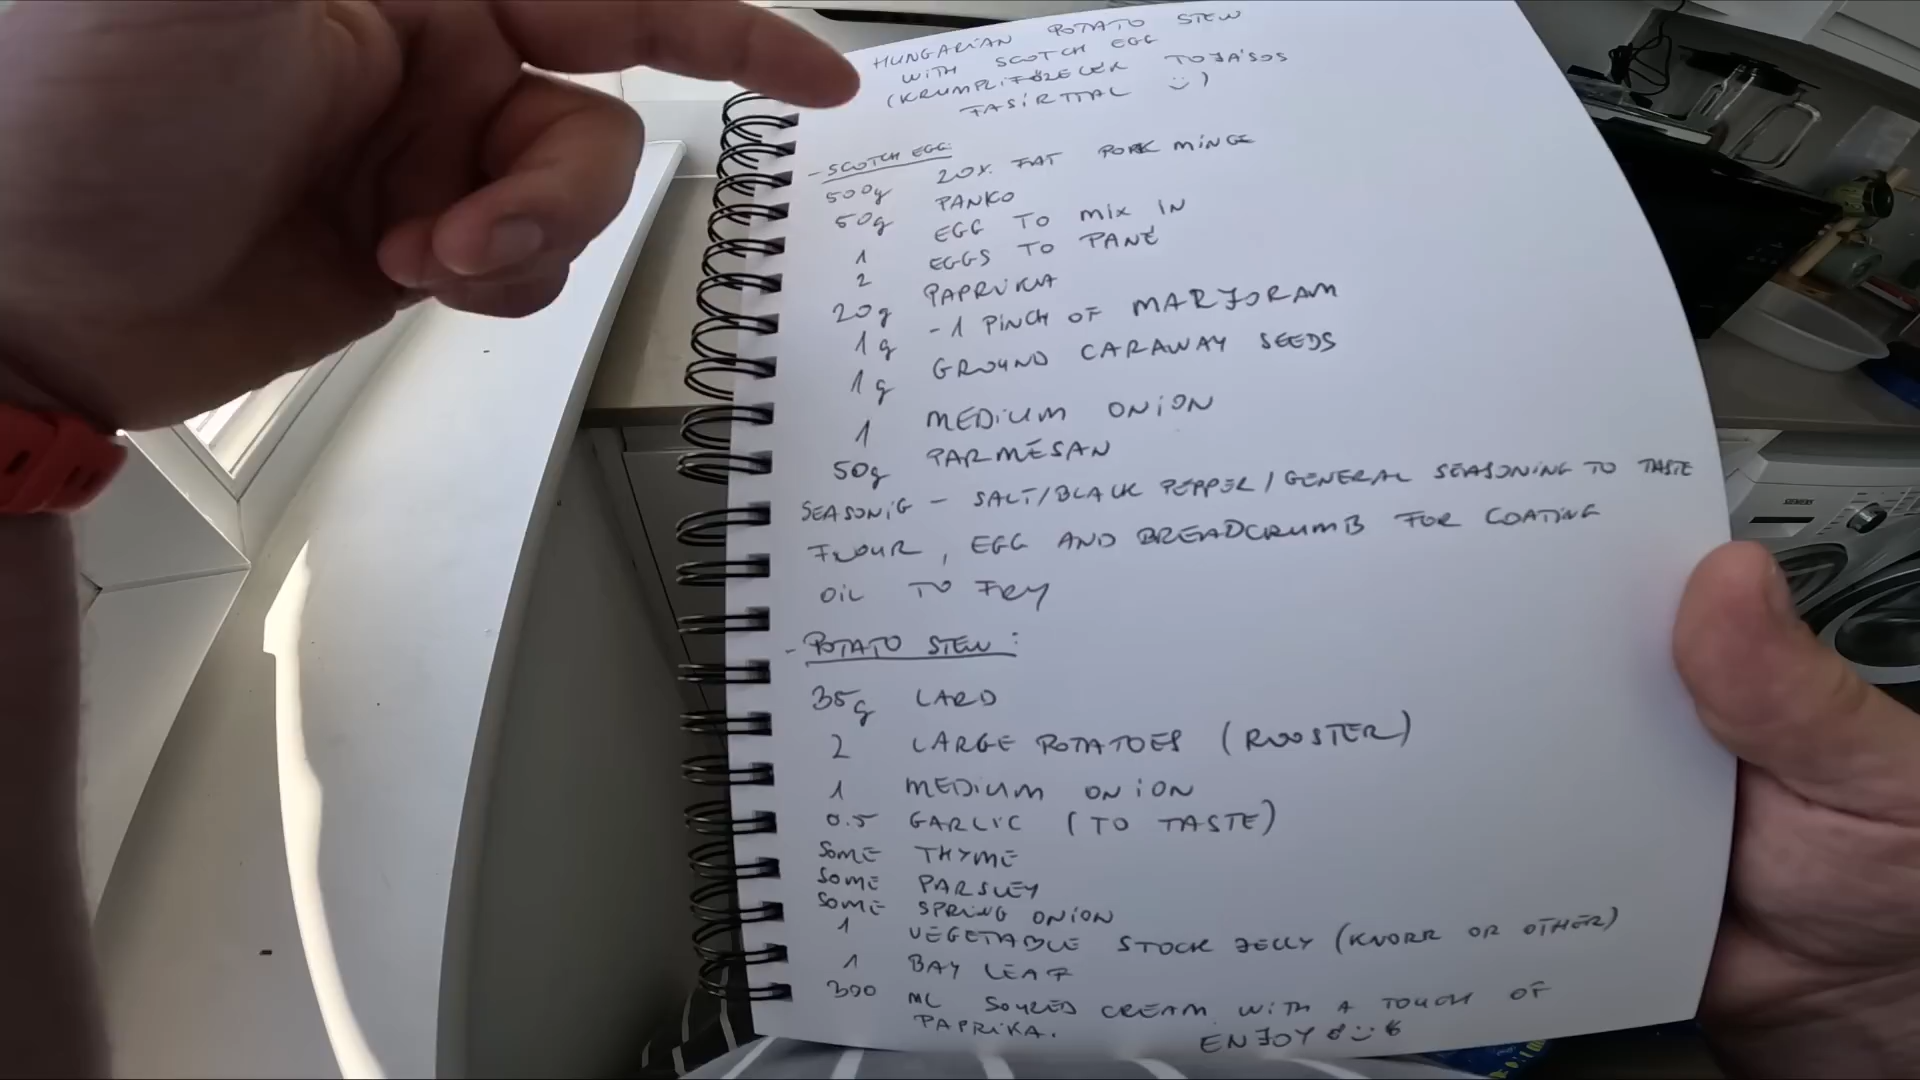 HUNGARIAN POTATO STEW
WITH SCOTCH EGG
(KRUMPLIFŐZELÉK TOJÁSOS
FASIRTTAL :))
- SCOTCH EGG:
500g 20% FAT PORK MINCE
50g PANKO
1 EGG TO MIX IN
2 EGGS TO PANÉ
20g PAPRIKA
1g - 1 PINCH OF MARJORAM
1g GROUND CARAWAY SEEDS
1 MEDIUM ONION
50g PARMESAN
SEASONIG - SALT/BLACK PEPPER/GENERAL SEASONING TO TASTE
FLOUR, EGG AND BREADCRUMB FOR COATING
OIL TO FRY
- POTATO STEW:
35g LARD
2 LARGE POTATOES (ROOSTER)
1 MEDIUM ONION
0.5 GARLIC (TO TASTE)
SOME THYME
SOME PARSLEY
SOME SPRING ONION
1 VEGETABLE STOCK JELLY (KNORR OR OTHER)
1 BAY LEAF
300 ML SOURED CREAM WITH A TOUCH OF
PAPRIKA.
ENJOY
SIEMENS